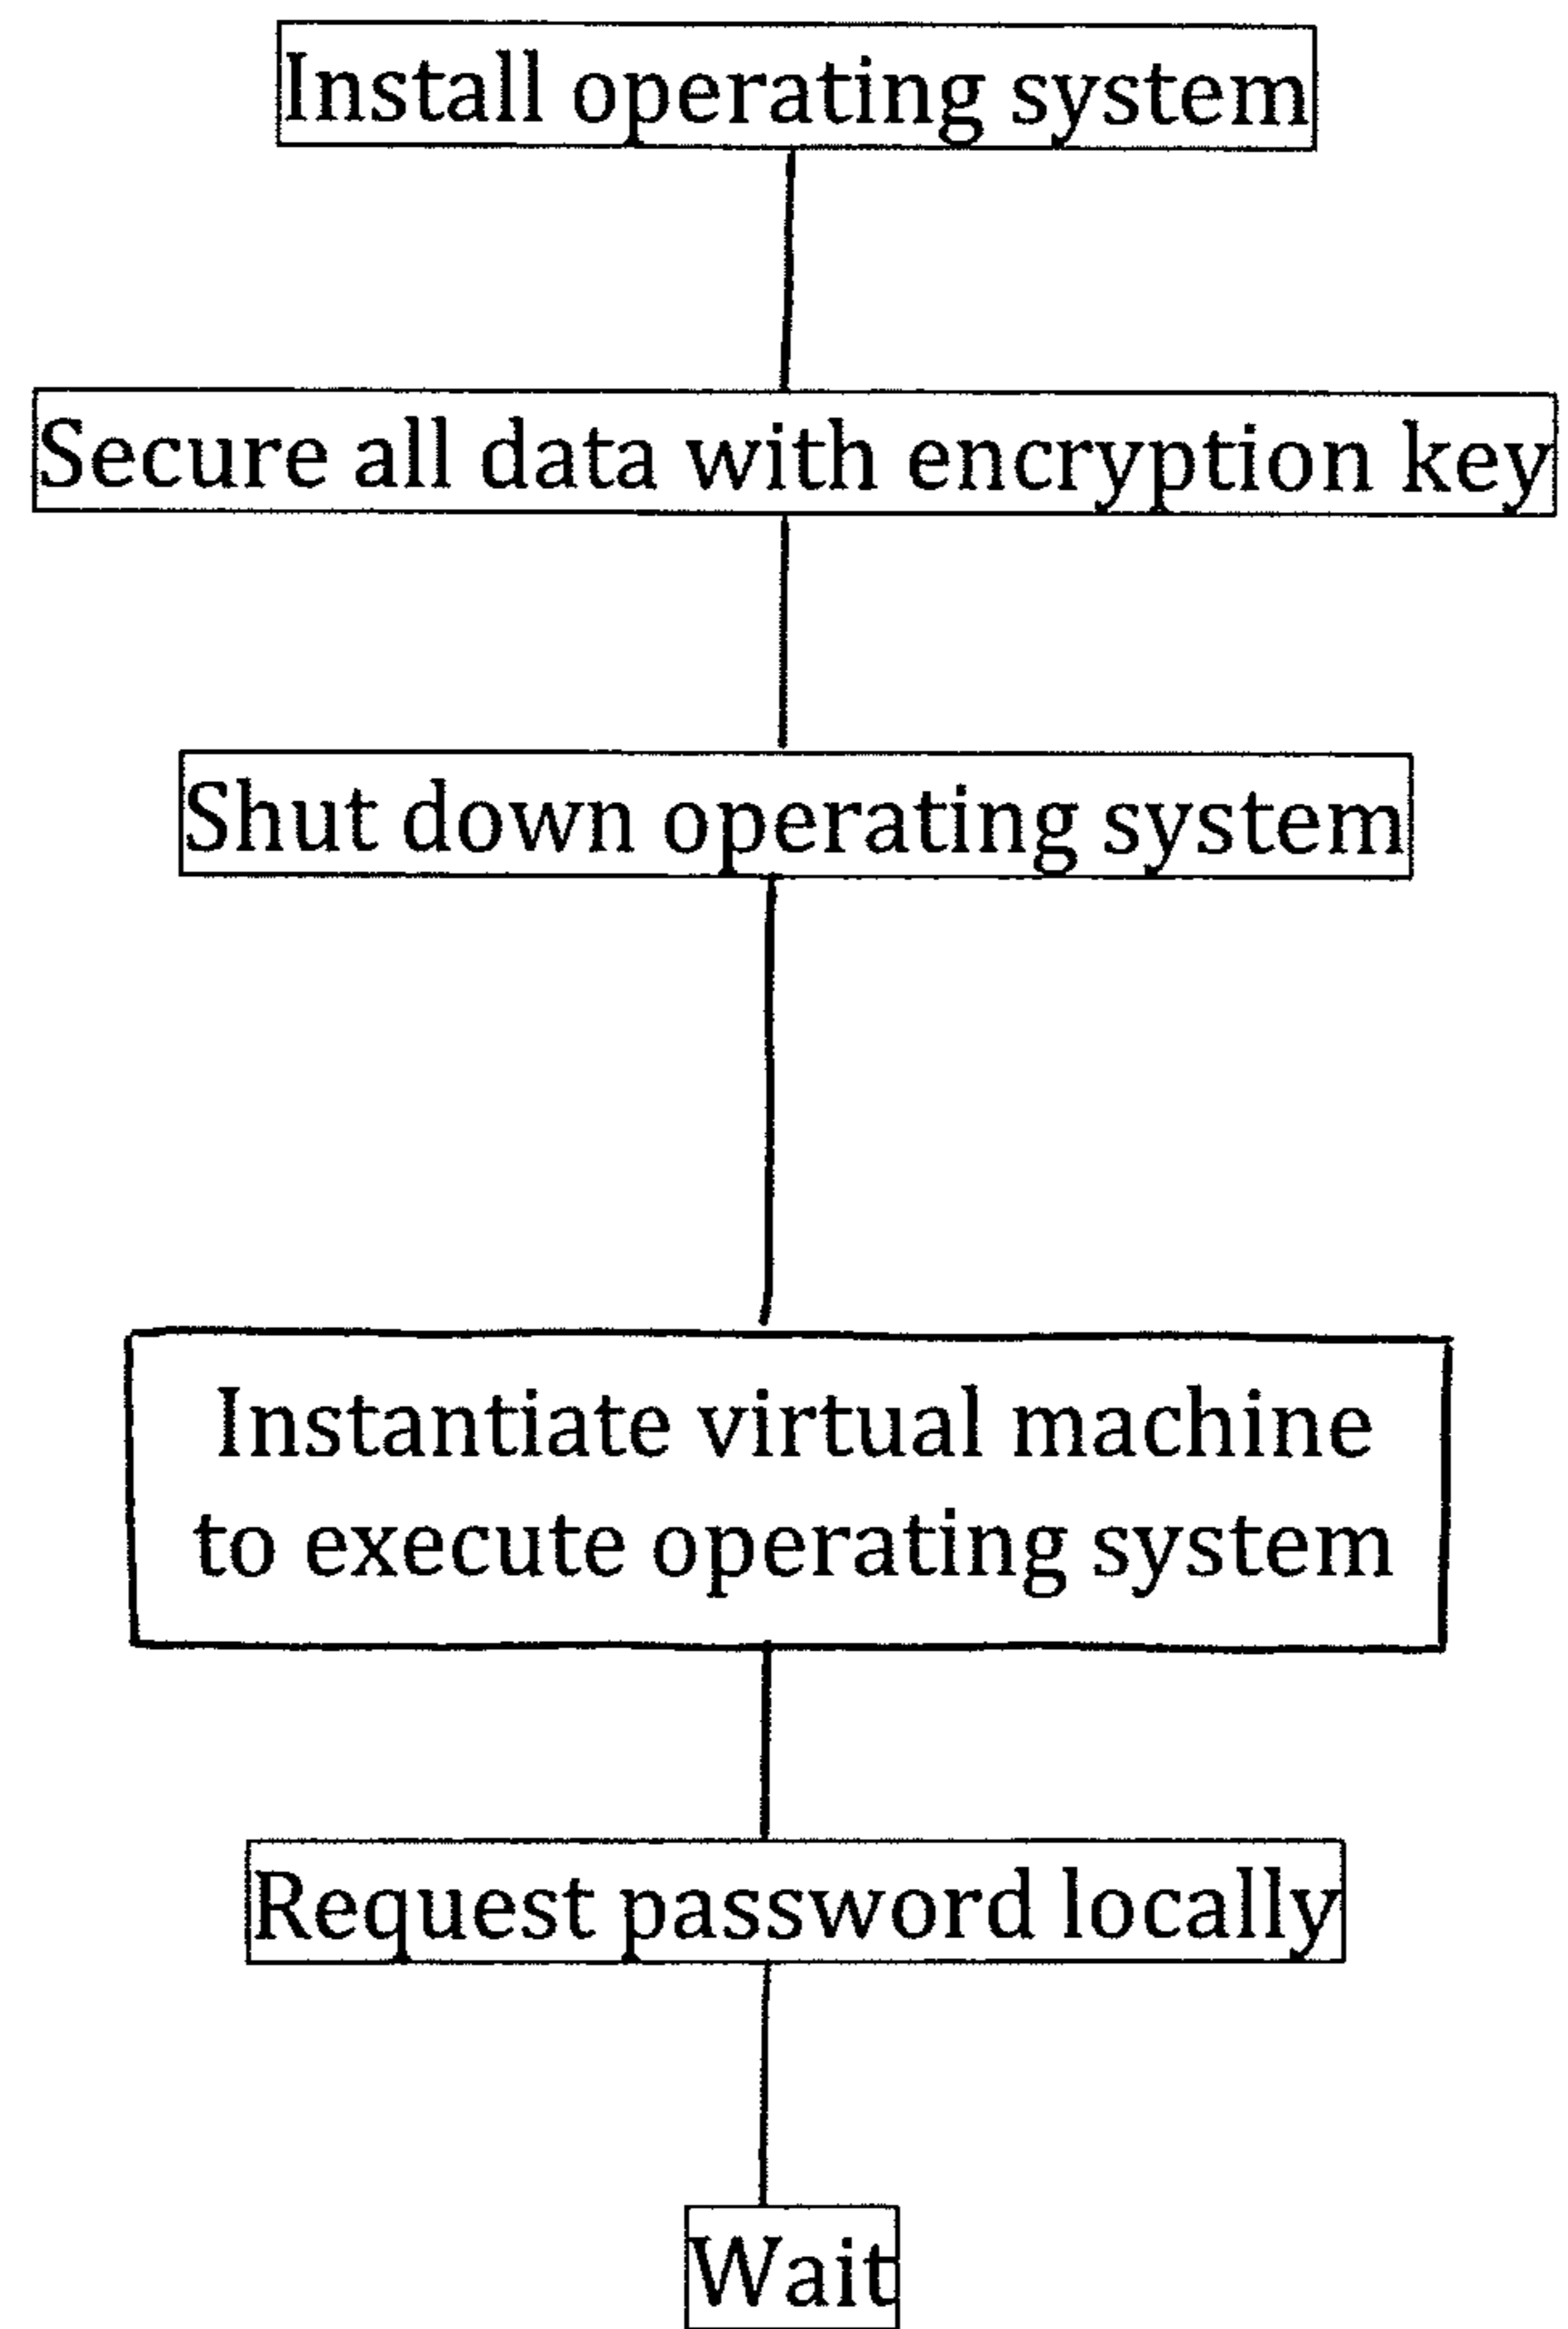 Install operating system
Secure all data with encryption key
Shut down operating system
Instantiate virtual machine
to execute operating system
Request password locally
Wait